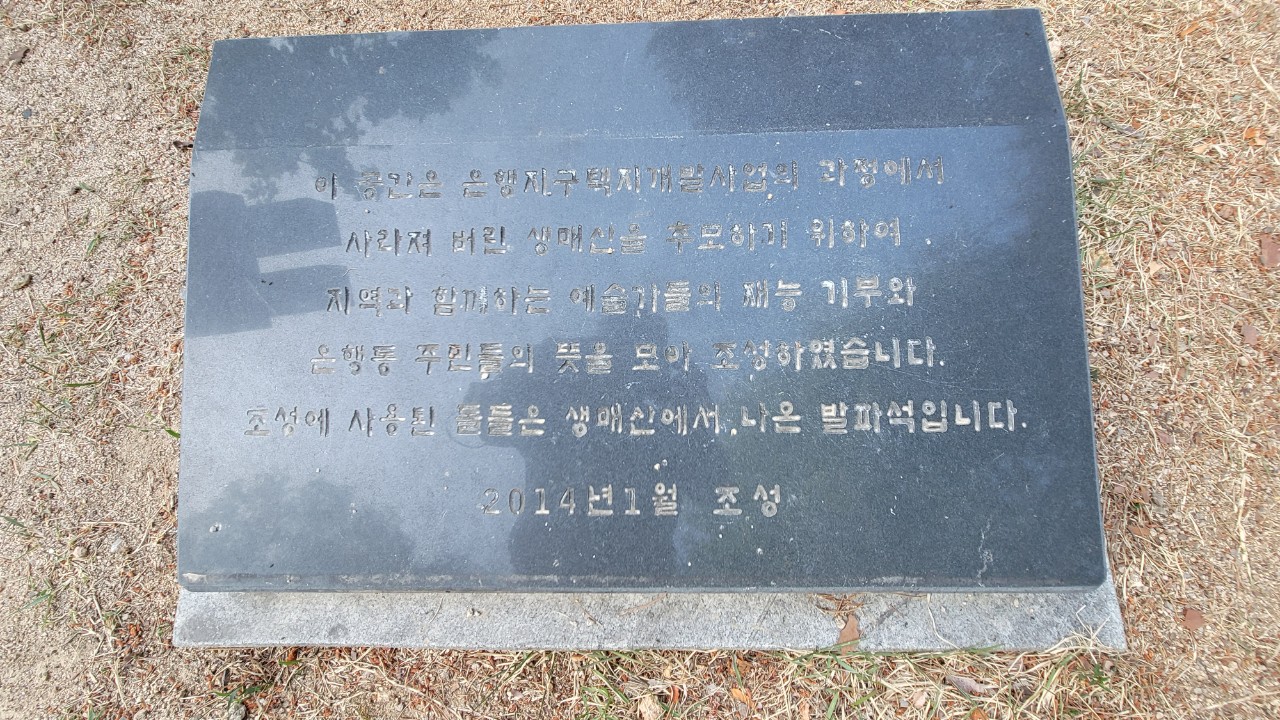 이 공간은 은행지구택지개발사업의 과정에서
사라져 버린 생매산을 추모하기 위하여
지역과 함께하는 예술가들의 재능 기부와
은행동 주민들의 뜻을 모아 조성하였습니다.
조성에 사용된 돌들은 생매산에서 나온 발파석입니다.
2014년1월 조성